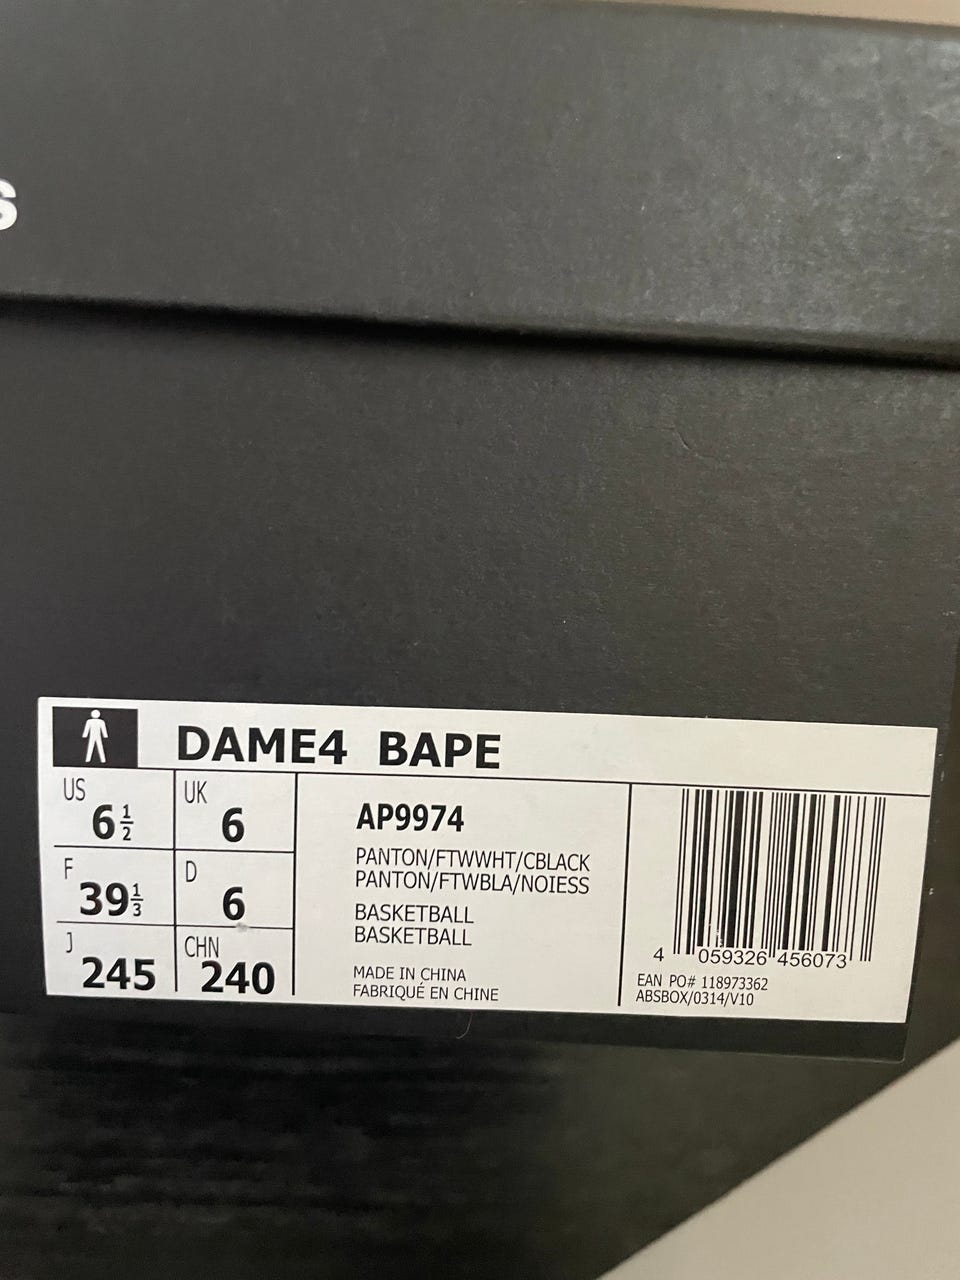 s
DAME4 BAPE
US
6 1/2
UK
6
F
39 1/3
D
6
J
245
CHN
240
AP9974
PANTON/FTWWHT/CBLACK
PANTON/FTWBLA/NOIESS
BASKETBALL
BASKETBALL
MADE IN CHINA
FABRIQUÉ EN CHINE
4 059326 456073
EAN PO# 118973362
ABSBOX/0314/V10